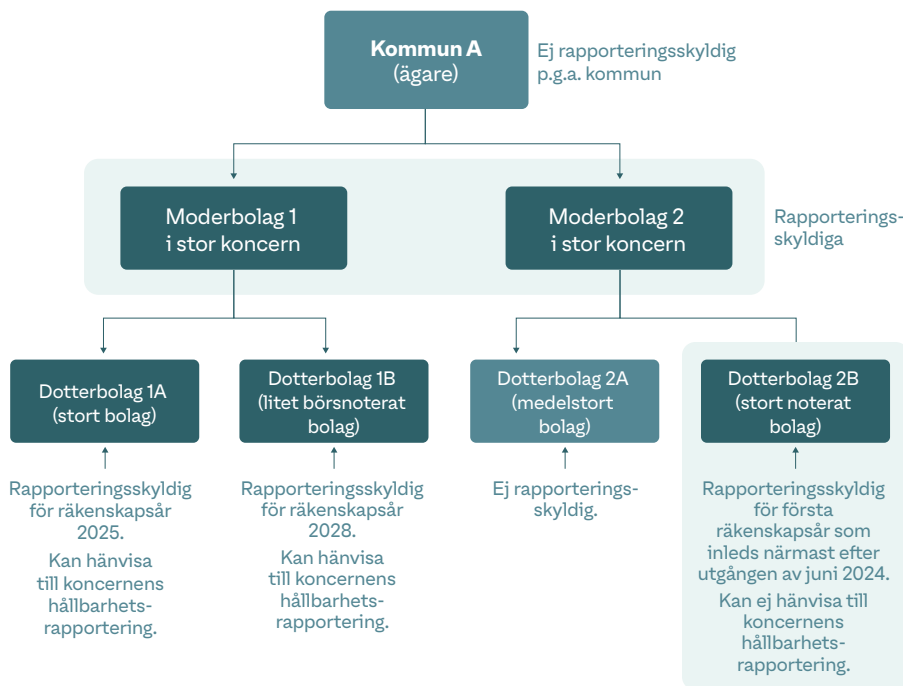 Kommun A
(ägare)
Ej rapporteringsskyldig
p.g.a. kommun
Moderbolag 1
i stor koncern
Moderbolag 2
i stor koncern
Rapporterings-
skyldiga
Dotterbolag 1A
(stort bolag)
Dotterbolag 1B
(litet börsnoterat
bolag)
Dotterbolag 2A
(medelstort
bolag)
Dotterbolag 2B
(stort noterat
bolag)
Rapporteringsskyldig
för räkenskapsår
2025.
Kan hänvisa
till koncernens
hållbarhets-
rapportering.
Rapporteringsskyldig
för räkenskapsår
2028.
Kan hänvisa
till koncernens
hållbarhets-
rapportering.
Ej rapporterings-
skyldig.
Rapporteringsskyldig
för första
räkenskapsår som
inleds närmast efter
utgången av juni 2024.
Kan ej hänvisa till
koncernens
hållbarhets-
rapportering.